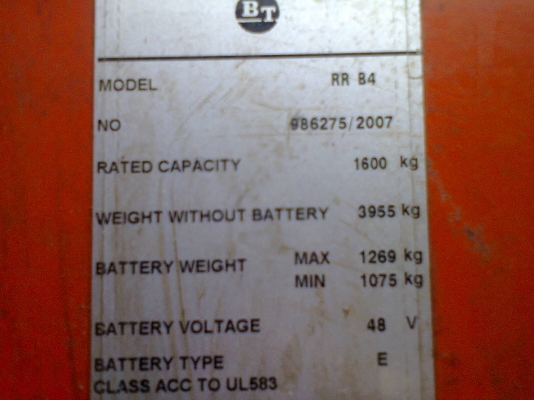 BT
MODEL RR B4
NO 986275/2007
RATED CAPACITY 1600 kg
WEIGHT WITHOUT BATTERY 3955 kg
BATTERY WEIGHT MAX 1269 kg
MIN 1075 kg
BATTERY VOLTAGE 48 V
BATTERY TYPE E
CLASS ACC TO UL583